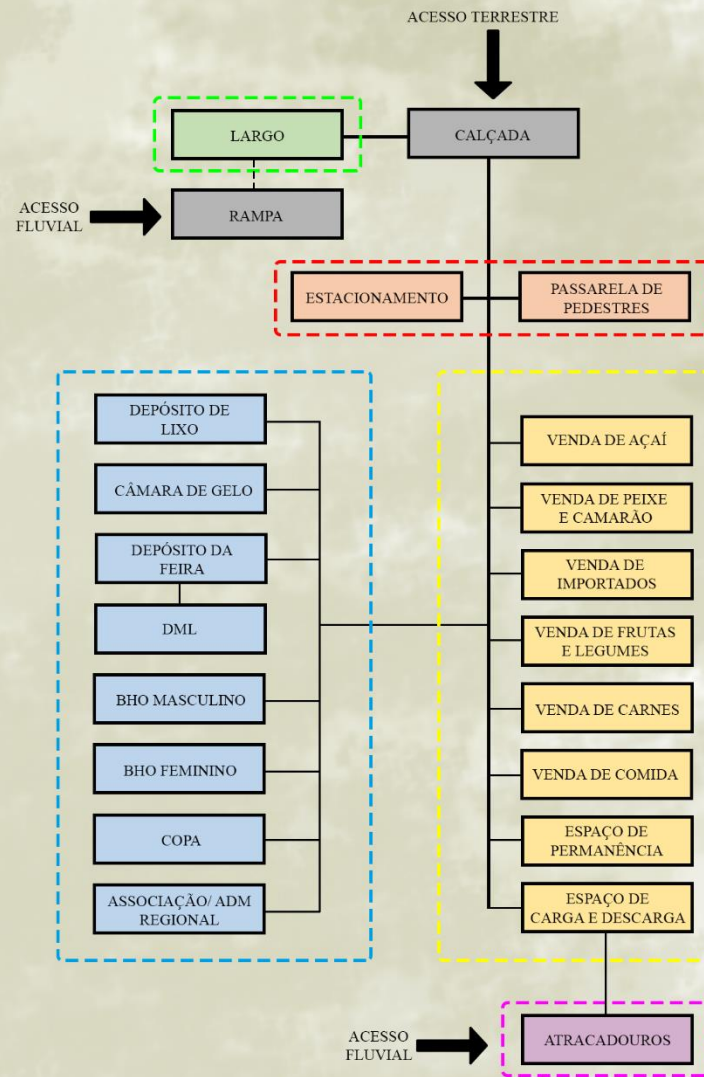 ACESSO TERRESTRE
LARGO
CALÇADA
ACESSO
FLUVIAL
RAMPA
ESTACIONAMENTO
PASSARELA DE
PEDESTRES
DEPÓSITO DE
LIXO
CÂMARA DE GELO
DEPÓSITO DA
FEIRA
DML
BHO MASCULINO
BHO FEMININO
COPA
ASSOCIAÇÃO/ ADM
REGIONAL
VENDA DE AÇAÍ
VENDA DE PEIXE
E CAMARÃO
VENDA DE
IMPORTADOS
VENDA DE FRUTAS
E LEGUMES
VENDA DE CARNES
VENDA DE COMIDA
ESPAÇO DE
PERMANÊNCIA
ESPAÇO DE
CARGA E DESCARGA
ACESSO
FLUVIAL
ATRACADOUROS